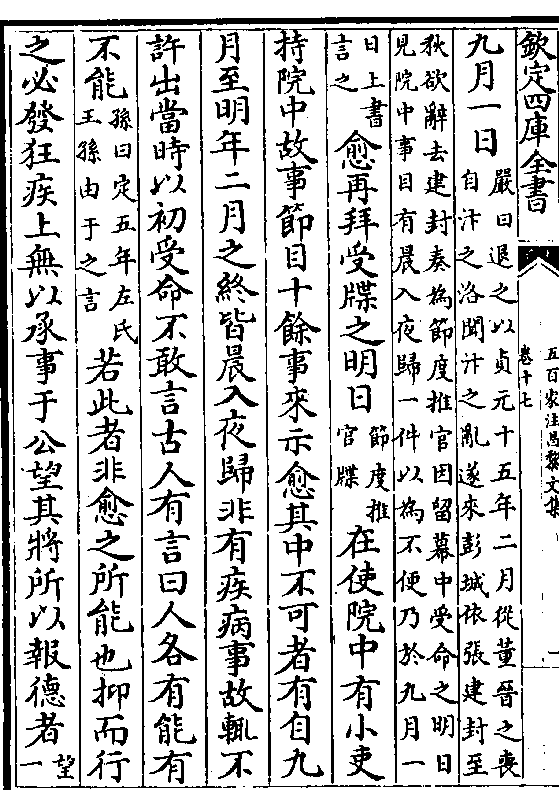 欽定四庫全書
五百家注昌黎文集
卷十七
一
九月一日嚴曰退之以貞元十五年二月從董晉之喪
自汴之洛聞汴之亂遂來彭城依張建封至
秋欲辭去建封奏為節度推官因留幕中受命之明日
見院中事目有晨入夜歸一件以為不便乃於九月一
日上書
言之愈再拜受牒之明日節度推
官牒在使院中有小吏
持院中故事節目十餘事來示愈其中不可者有自九
月至明年二月之終皆晨入夜歸非有疾病事故輒不
許出當時以初受命不敢言古人有言曰人各有能有
不能孫曰定五年左氏
王孫由于之言若此者非愈之所能也抑而行
之必發狂疾上無以承事于公望其將所以報德者望
一